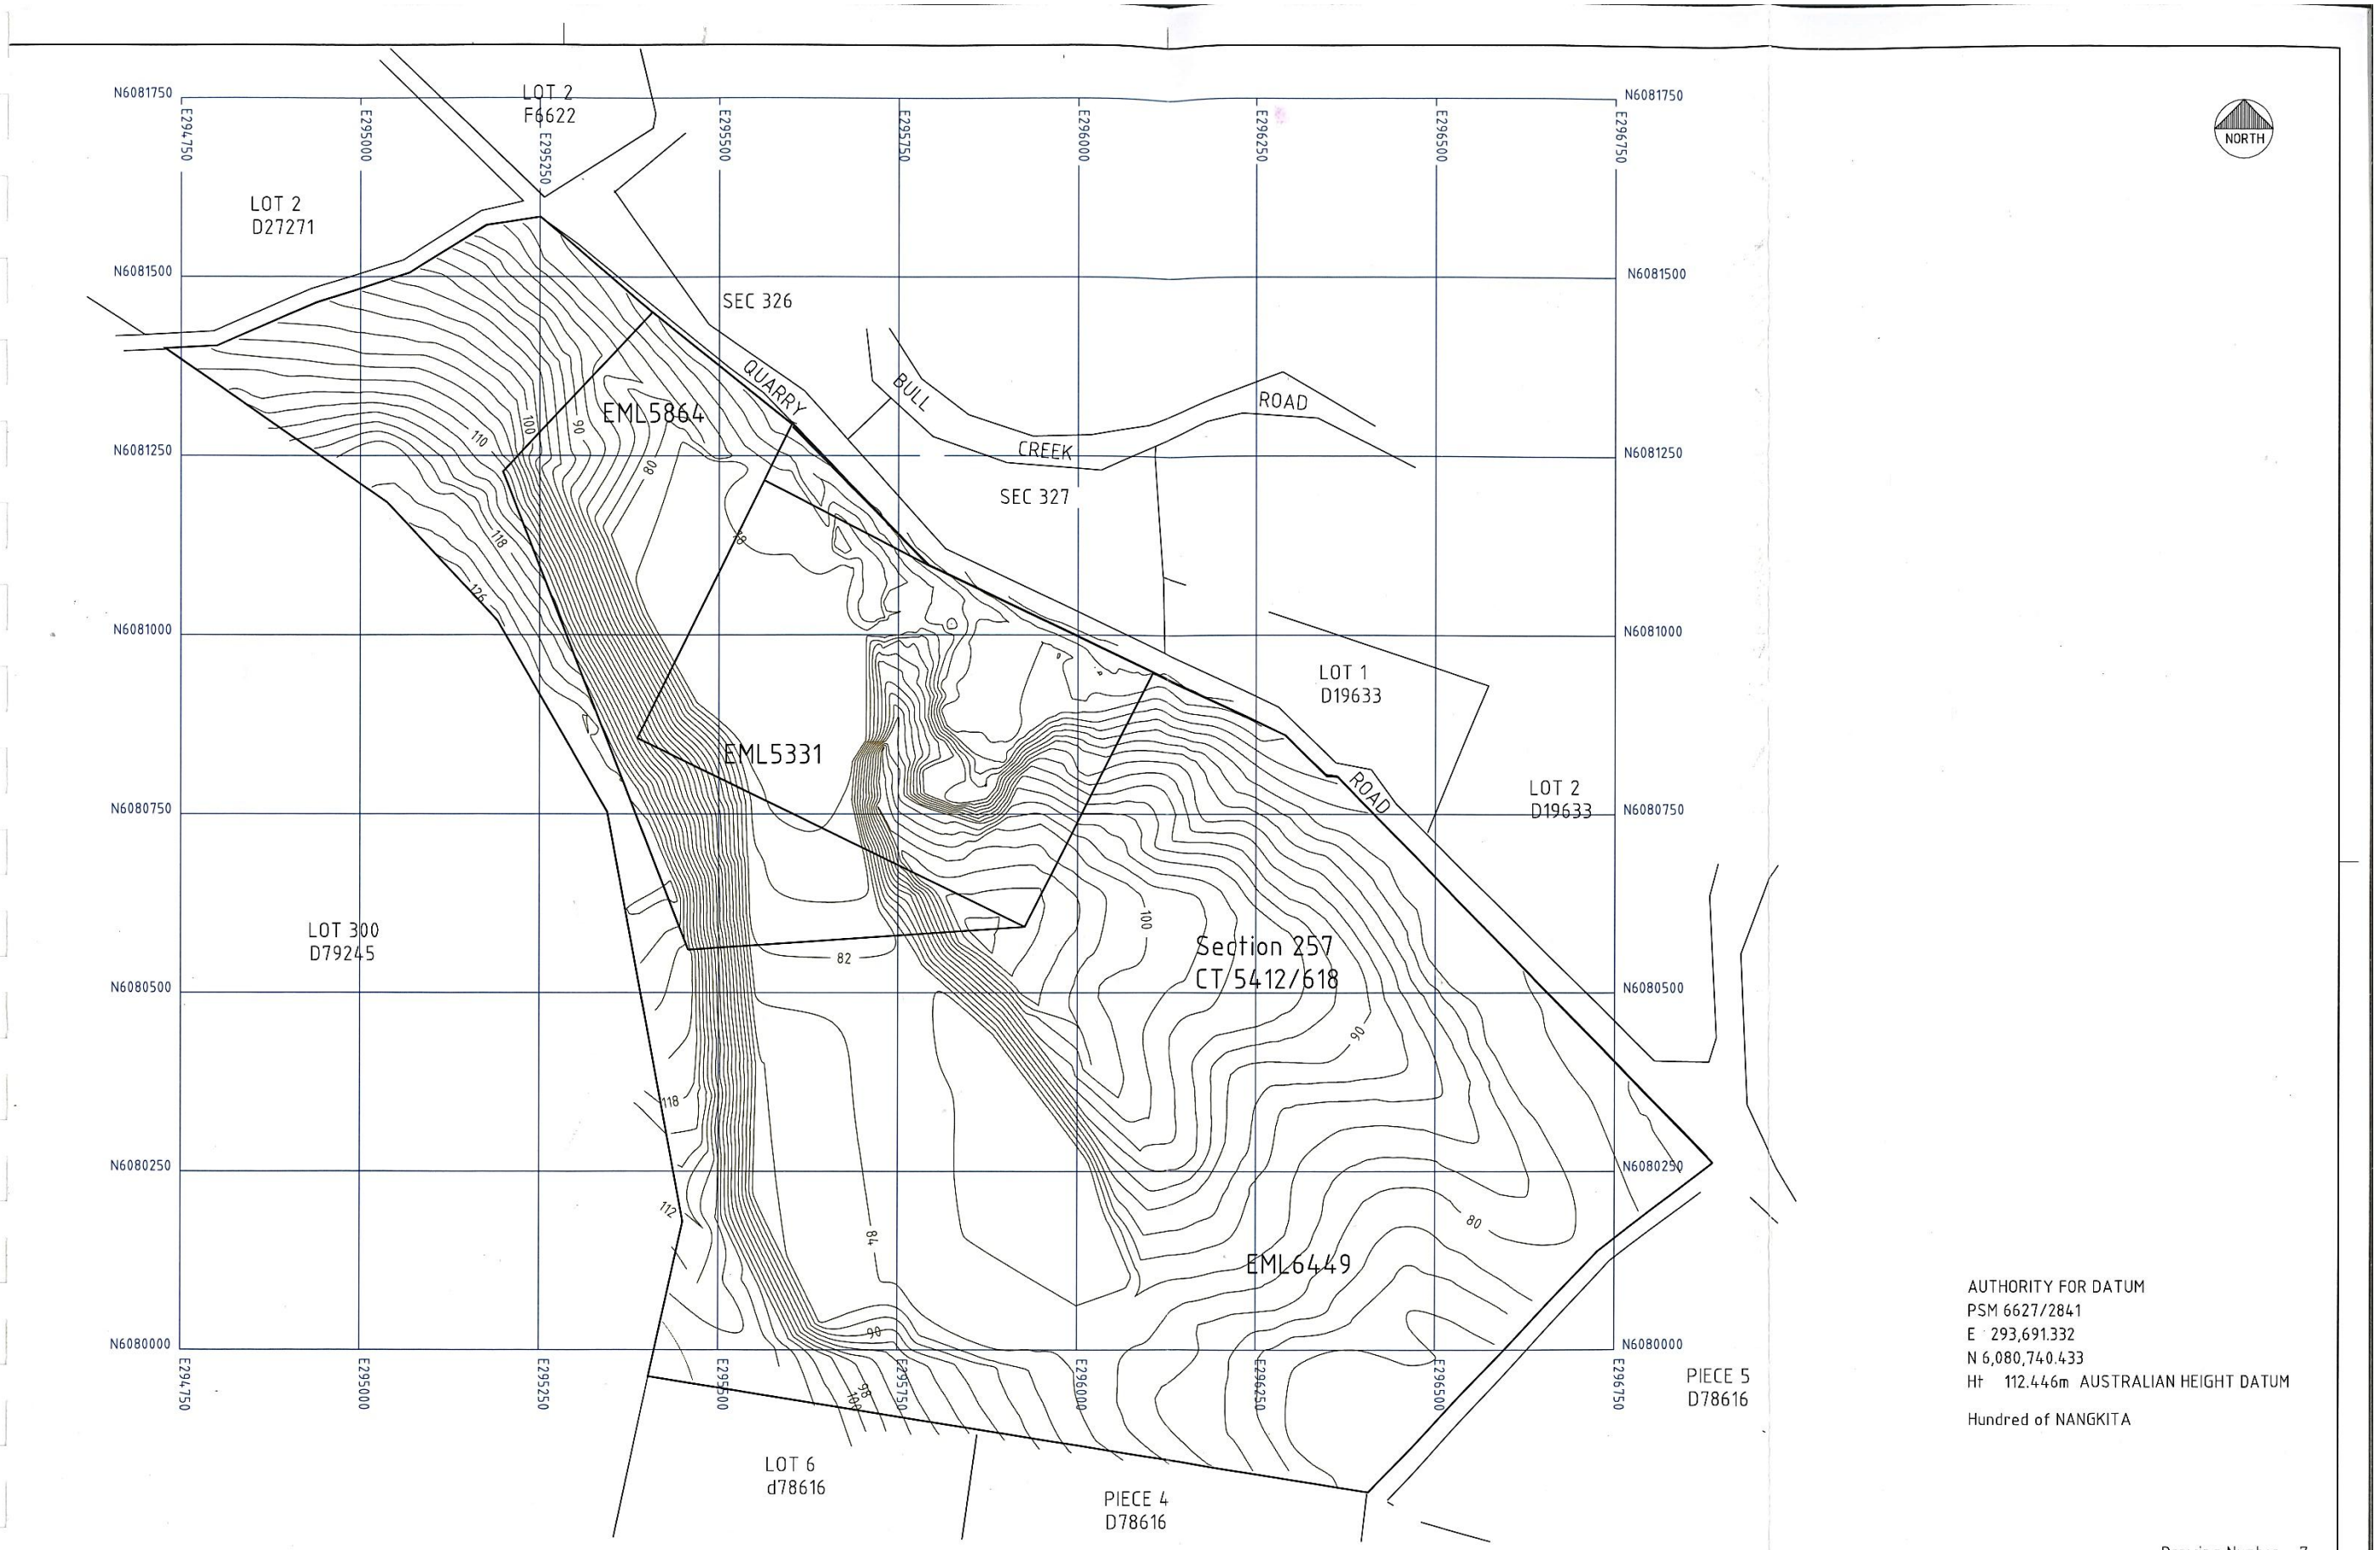 LOT 2
F6622
N6081750
N6081750
E294750
E295000
E295250
E295500
E295750
E296000
E296250
E296500
E296750
NORTH
LOT 2
D27271
N6081500
N6081500
SEC 326
QUARRY
BULL
ROAD
EML5864
100
90
110
CREEK
N6081250
N6081250
80
SEC 327
118
126
N6081000
N6081000
LOT 1
D19633
EML5331
ROAD
LOT 2
D19633
N6080750
N6080750
100
LOT 300
D79245
Section 257
CT 5412/618
82
N6080500
N6080500
90
118
N6080250
N6080250
112
80
84
EML6449
AUTHORITY FOR DATUM
PSM 6627/2841
E 293,691.332
N 6,080,740.433
Ht 112.446m AUSTRALIAN HEIGHT DATUM
Hundred of NANGKITA
90
N6080000
N6080000
E294750
E295000
E295250
E295500
E295750
E296000
E296250
E296500
E296750
98
100
PIECE 5
D78616
LOT 6
d78616
PIECE 4
D78616